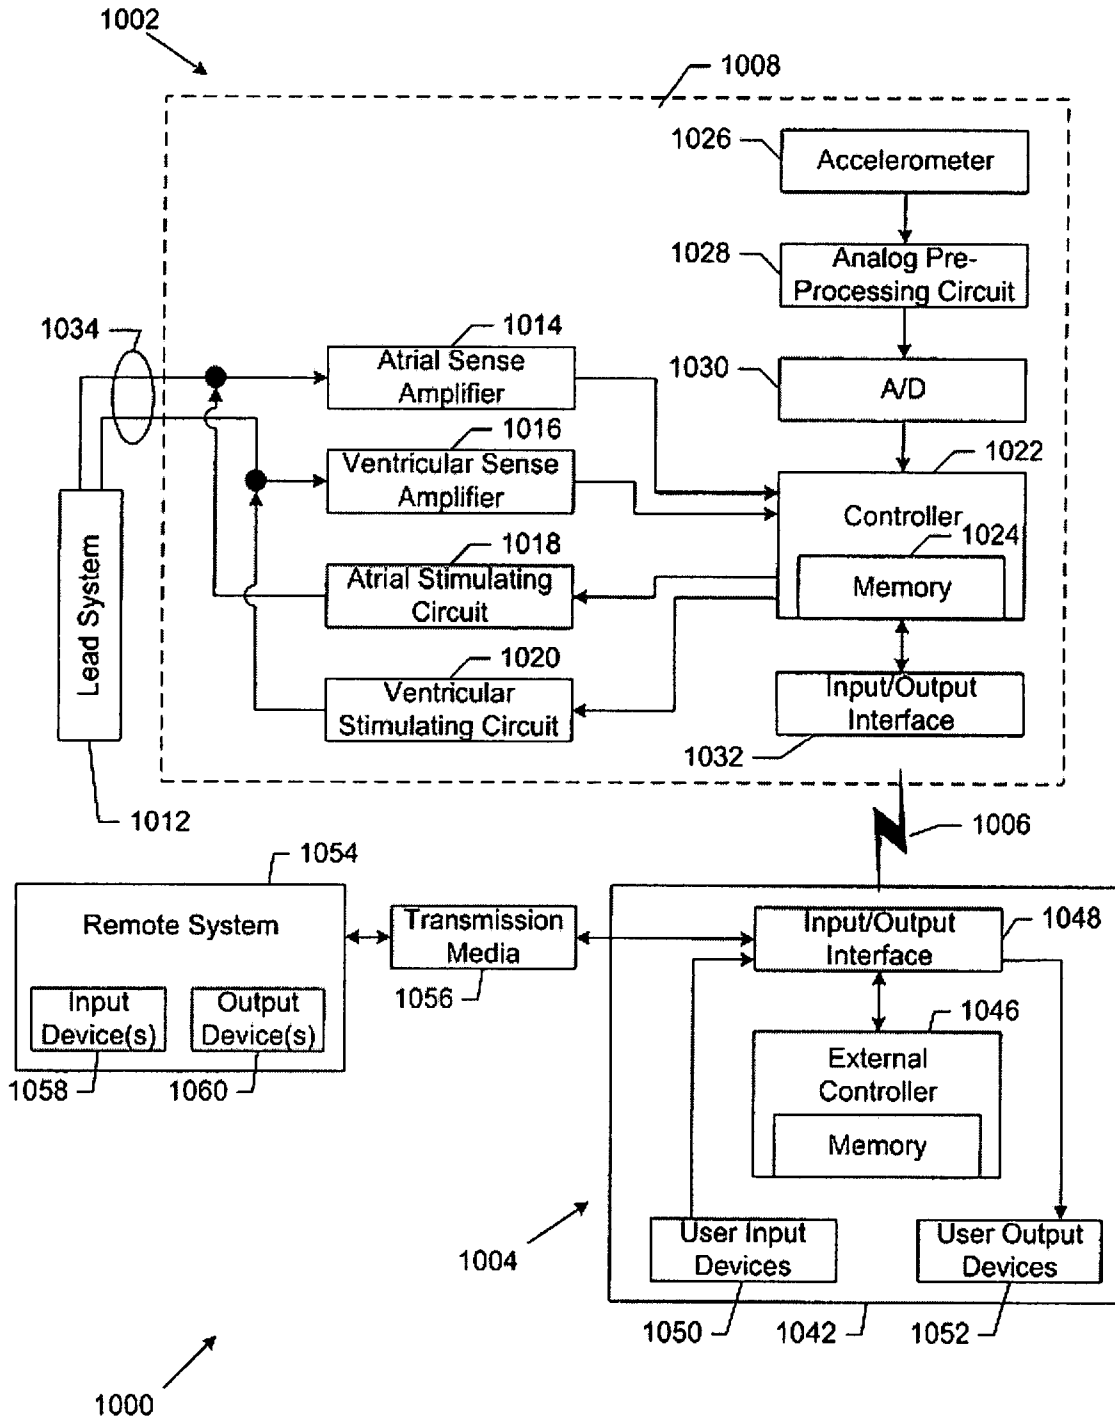 1002
1008
1026
Accelerometer
1028
Analog Pre-
Processing Circuit
1034
1014
Atrial Sense
Amplifier
1030
A/D
1016
Ventricular Sense
Amplifier
1022
Controller
1024
Memory
1018
Atrial Stimulating
Circuit
Lead System
1020
Ventricular
Stimulating Circuit
Input/Output
Interface
1032
1012
1006
1054
Remote System
Transmission
Media
1056
Input/Output
Interface
1048
Input
Device(s)
Output
Device(s)
1058
1060
1046
External
Controller
Memory
1004
User Input
Devices
User Output
Devices
1050
1042
1052
1000